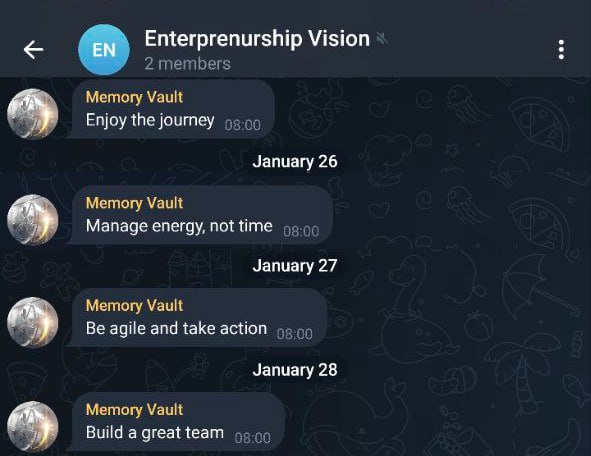 EN
Enterprenurship Vision
2 members
Memory Vault
Enjoy the journey 08:00
January 26
Memory Vault
Manage energy, not time 08:00
January 27
Memory Vault
Be agile and take action 08:00
January 28
Memory Vault
Build a great team 08:00